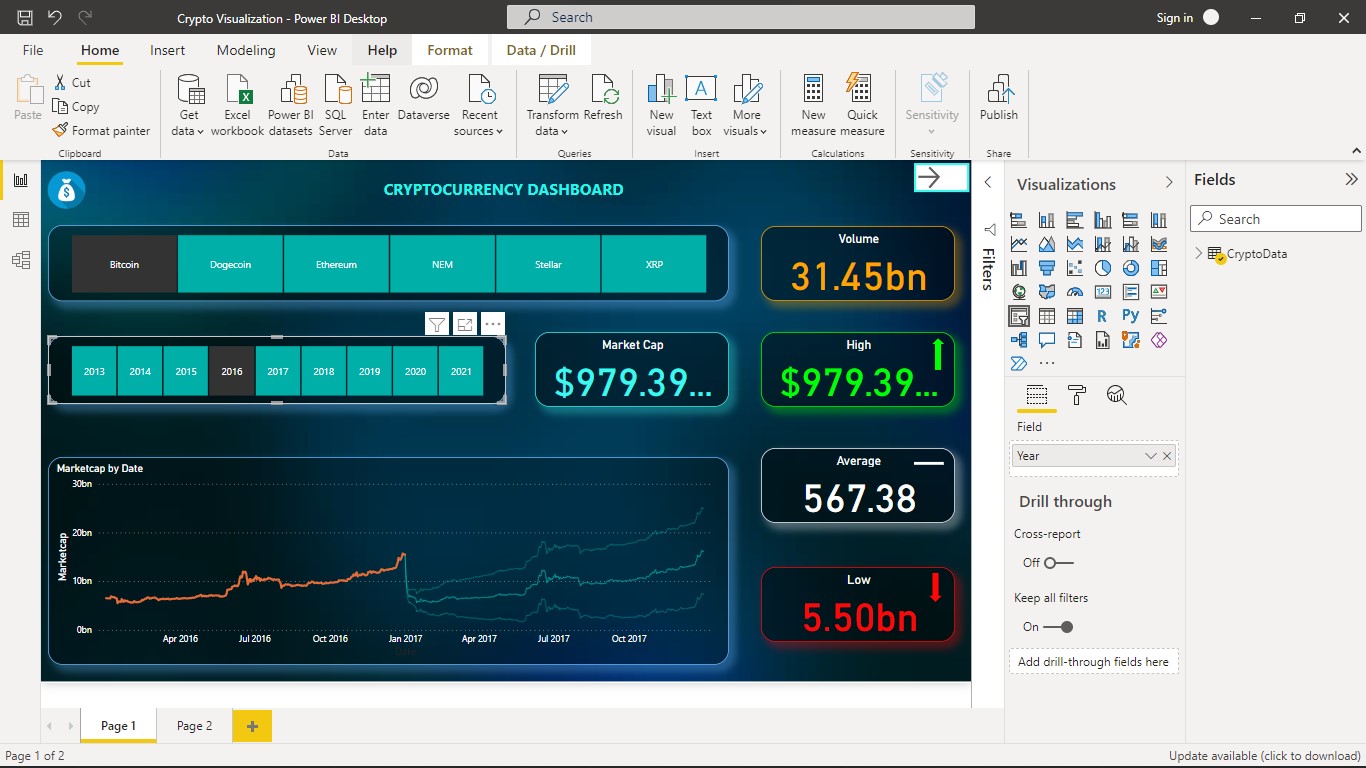 Crypto Visualization - Power BI Desktop
Search
Sign in
File
Home
Insert
Modeling
View
Help
Format
Data / Drill
Paste
Cut
Copy
Format painter
Clipboard
Get data
Excel workbook
Power BI datasets
SQL Server
Enter data
Dataverse
Recent sources
Data
Transform data
Refresh
Queries
New visual
Text box
More visuals
Insert
New measure
Quick measure
Calculations
Sensitivity
Sensitivity
Publish
Share
CRYPTOCURRENCY DASHBOARD
Bitcoin
Dogecoin
Ethereum
NEM
Stellar
XRP
Volume
31.45bn
2013
2014
2015
2016
2017
2018
2019
2020
2021
Market Cap
$979.39...
High
$979.39...
Marketcap by Date
Marketcap
30bn
20bn
10bn
0bn
Apr 2016
Jul 2016
Oct 2016
Jan 2017
Apr 2017
Jul 2017
Oct 2017
Date
Average
567.38
Low
5.50bn
Filters
Visualizations
R
Py
123
Field
Year
Drill through
Cross-report
Off
Keep all filters
On
Add drill-through fields here
Fields
Search
CryptoData
Page 1
Page 2
Page 1 of 2
Update available (click to download)